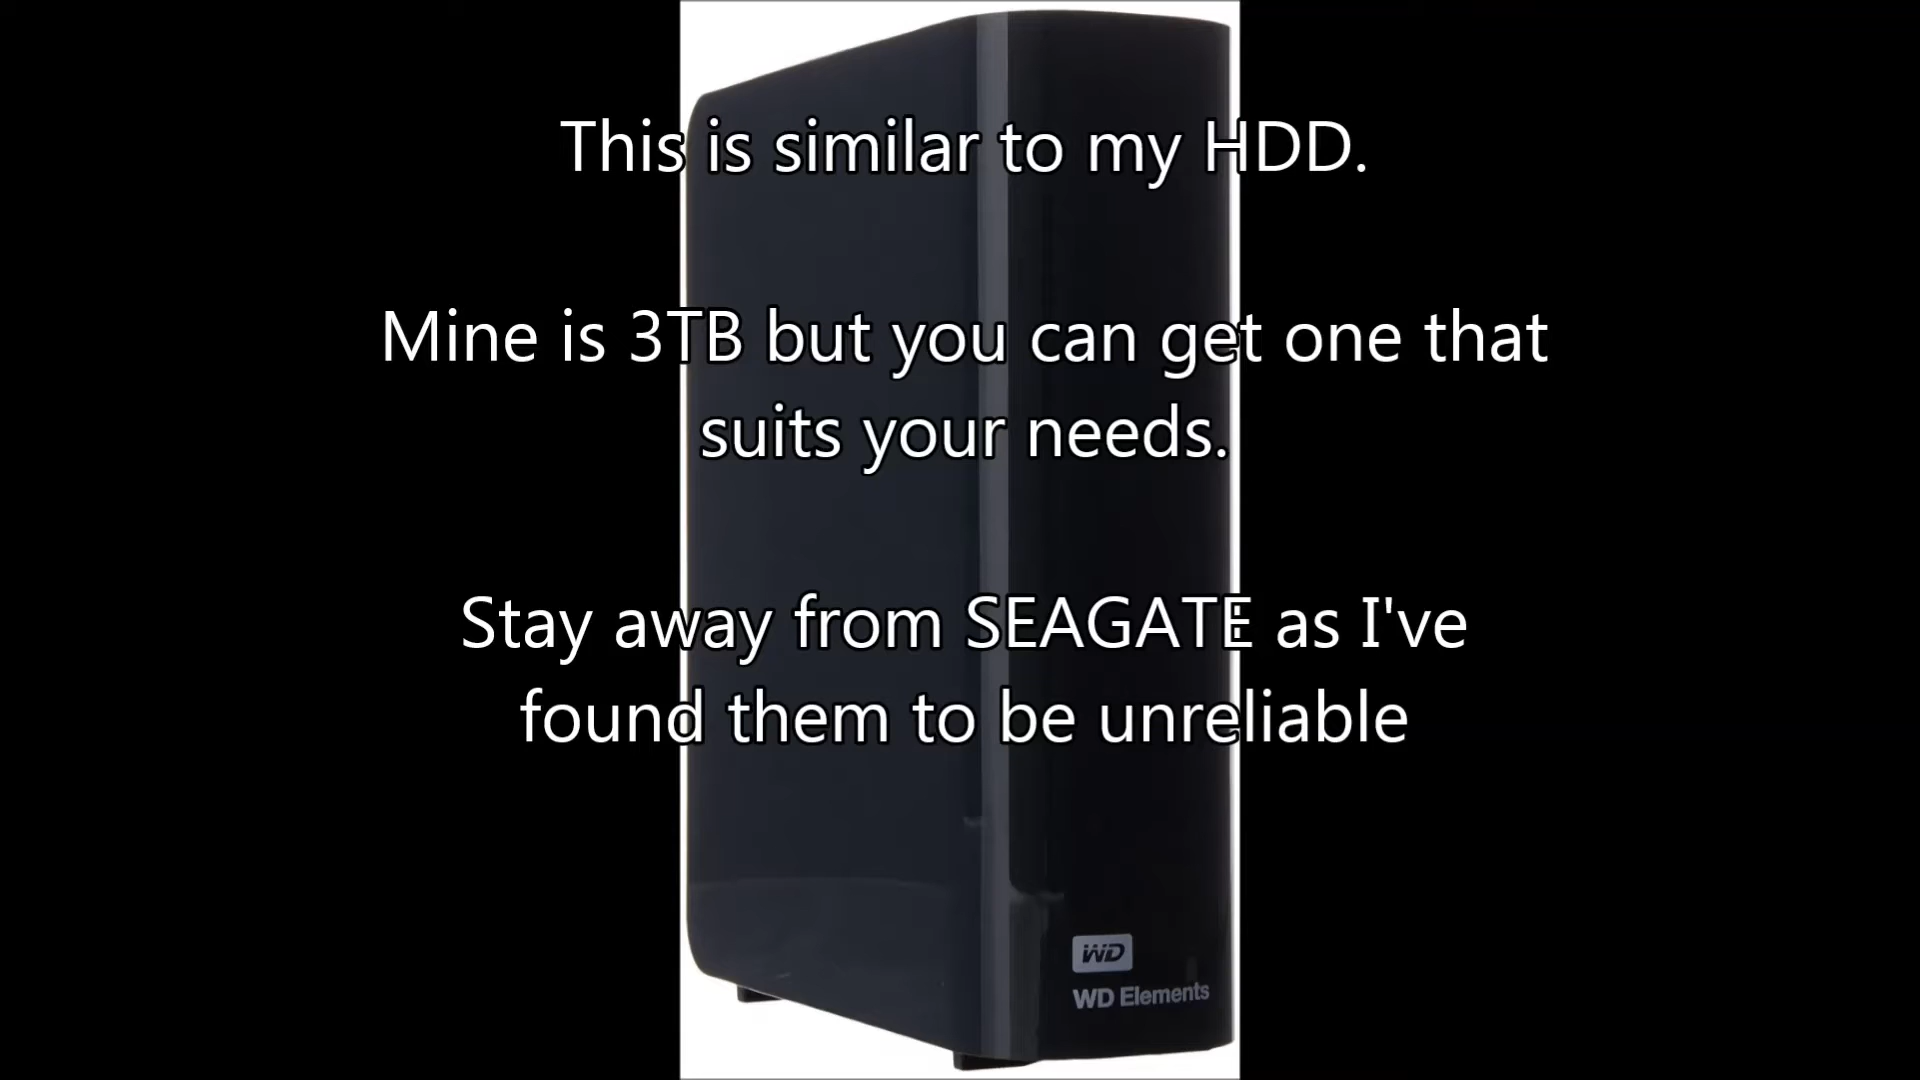 This is similar to my HDD.
Mine is 3TB but you can get one that
suits your needs.
Stay away from SEAGATE as I've
found them to be unreliable
WD
WD Elements